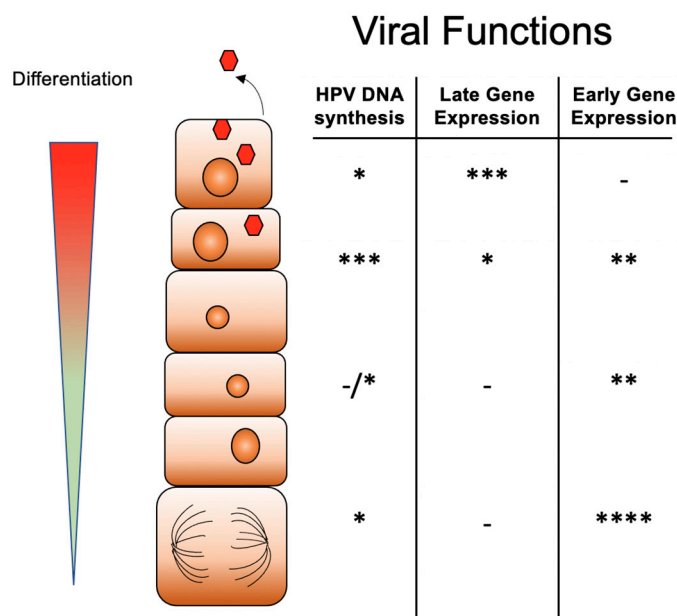 Viral Functions
Differentiation
HPV DNA synthesis
Late Gene Expression
Early Gene Expression
* *** -
*** * **
-/* - **
* - ****